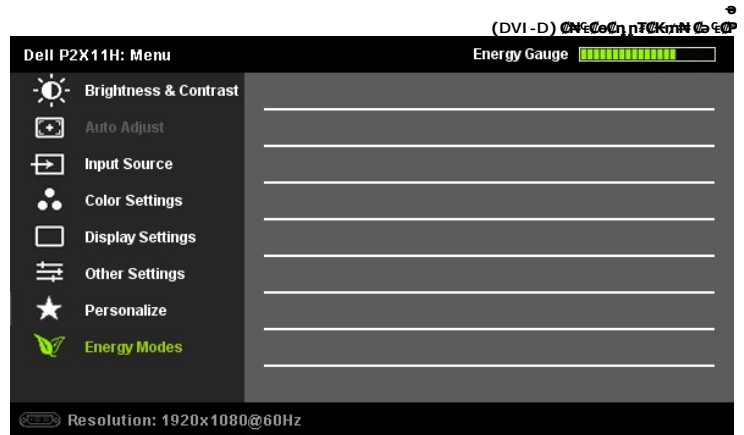 (DVI-D)
Dell P2X11H: Menu
Energy Gauge
Brightness & Contrast
Auto Adjust
Input Source
Color Settings
Display Settings
Other Settings
Personalize
Energy Modes
Resolution: 1920x1080@60Hz